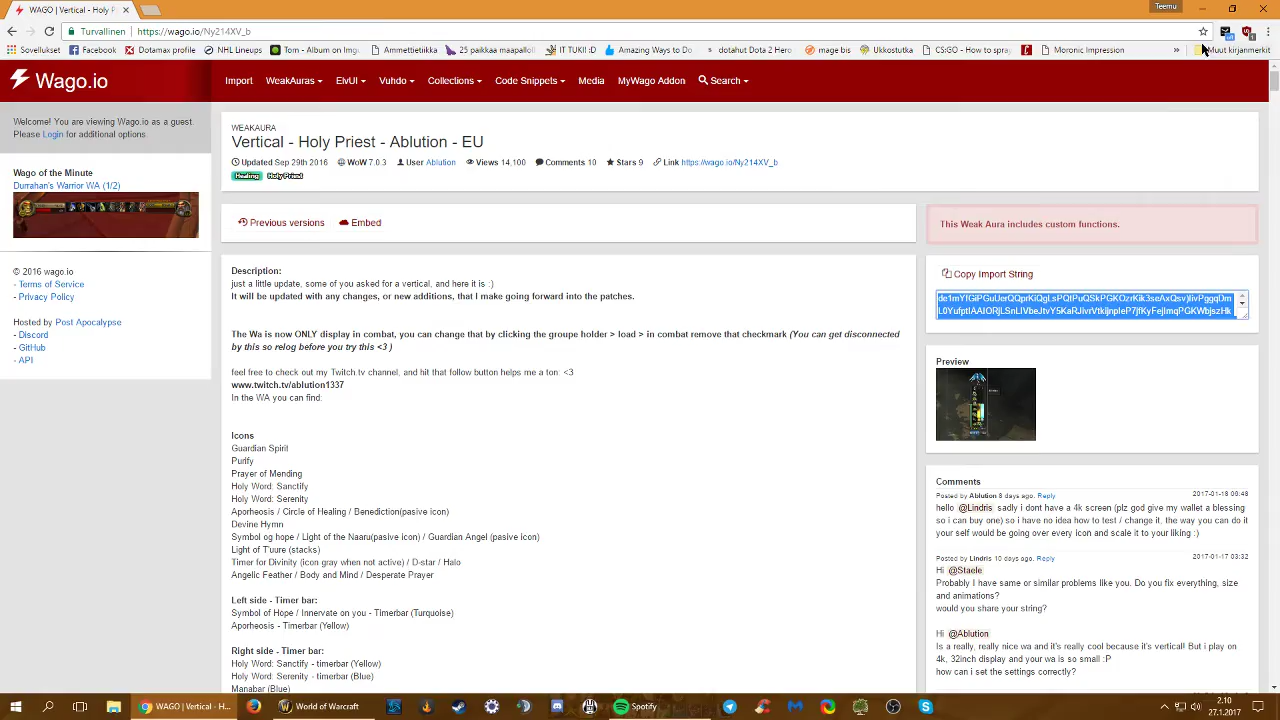 WAGO | Vertical - Holy P
Teemu
Turvallinen
https://wago.io/Ny214XV_b
Sovellukset
Facebook
Dotamax profile
NHL Lineups
Tom - Album on Img
Ammettietikka
25 paikkaa maapallol
IT TUKI! :D
Amazing Ways to Do
dotahut Dota 2 Hero
mage bis
Ukkostutka
CS:GO – How to spray
Moronic Impression
»
Muut kirjanmerkit
Wago.io
Import
WeakAuras
ElvUI
Vuhdo
Collections
Code Snippets
Media
MyWago Addon
Search
Welcome! You are viewing Wago.io as a guest.
Please Login for additional options.
Wago of the Minute
Durrahan's Warrior WA (1/2)
© 2016 wago.io
- Terms of Service
- Privacy Policy
Hosted by Post Apocalypse
- Discord
- GitHub
- API
WEAKAURA
Vertical - Holy Priest - Ablution - EU
Updated Sep 29th 2016
WoW 7.0.3
User Ablution
Views 14,100
Comments 10
Stars 9
Link https://wago.io/Ny214XV_b
Healing
Holy Priest
Previous versions
Embed
Description:
just a little update, some of you asked for a vertical, and here it is :)
It will be updated with any changes, or new additions, that I make going forward into the patches.
The Wa is now ONLY display in combat, you can change that by clicking the groupe holder > load > in combat remove that checkmark (You can get disconnected
by this so relog before you try this <3 )
feel free to check out my Twitch.tv channel, and hit that follow button helps me a ton: <3
www.twitch.tv/ablution1337
In the WA you can find:
Icons
Guardian Spirit
Purify
Prayer of Mending
Holy Word: Sanctify
Holy Word: Serenity
Aporheosis / Circle of Healing / Benediction(pasive icon)
Devine Hymn
Symbol og hope / Light of the Naaru(pasive icon) / Guardian Angel (pasive icon)
Light of T'uure (stacks)
Timer for Divinity (icon gray when not active) / D-star / Halo
Angelic Feather / Body and Mind / Desperate Prayer
Left side - Timer bar:
Symbol of Hope / Innervate on you - Timerbar (Turquoise)
Aporheosis - Timerbar (Yellow)
Right side - Timer bar:
Holy Word: Sanctify - timerbar (Yellow)
Holy Word: Serenity - timerbar (Blue)
Manabar (Blue)
This Weak Aura includes custom functions.
Copy Import String
Preview
Comments
Posted by Ablution 8 days ago. Reply
2017-01-18 06:48
hello @Lindris sadly i dont have a 4k screen (plz god give my wallet a blessing
so i can buy one) so i have no idea how to test / change it, the way you can do it
your self would be going over every icon and scale it to your liking :)
Posted by Lindris 10 days ago. Reply
2017-01-17 03:32
Hi @Staele
Probably I have same or similar problems like you. Do you fix everything, size
and animations?
would you share your string?
Hi @Ablution
Is a really, really nice wa and it's really cool because it's vertical! But i play on
4k, 32inch display and your wa is so small :P
how can i set the settings correctly?
WAGO | Vertical - H...
World of Warcraft
Spotify
2.10
27.1.2017